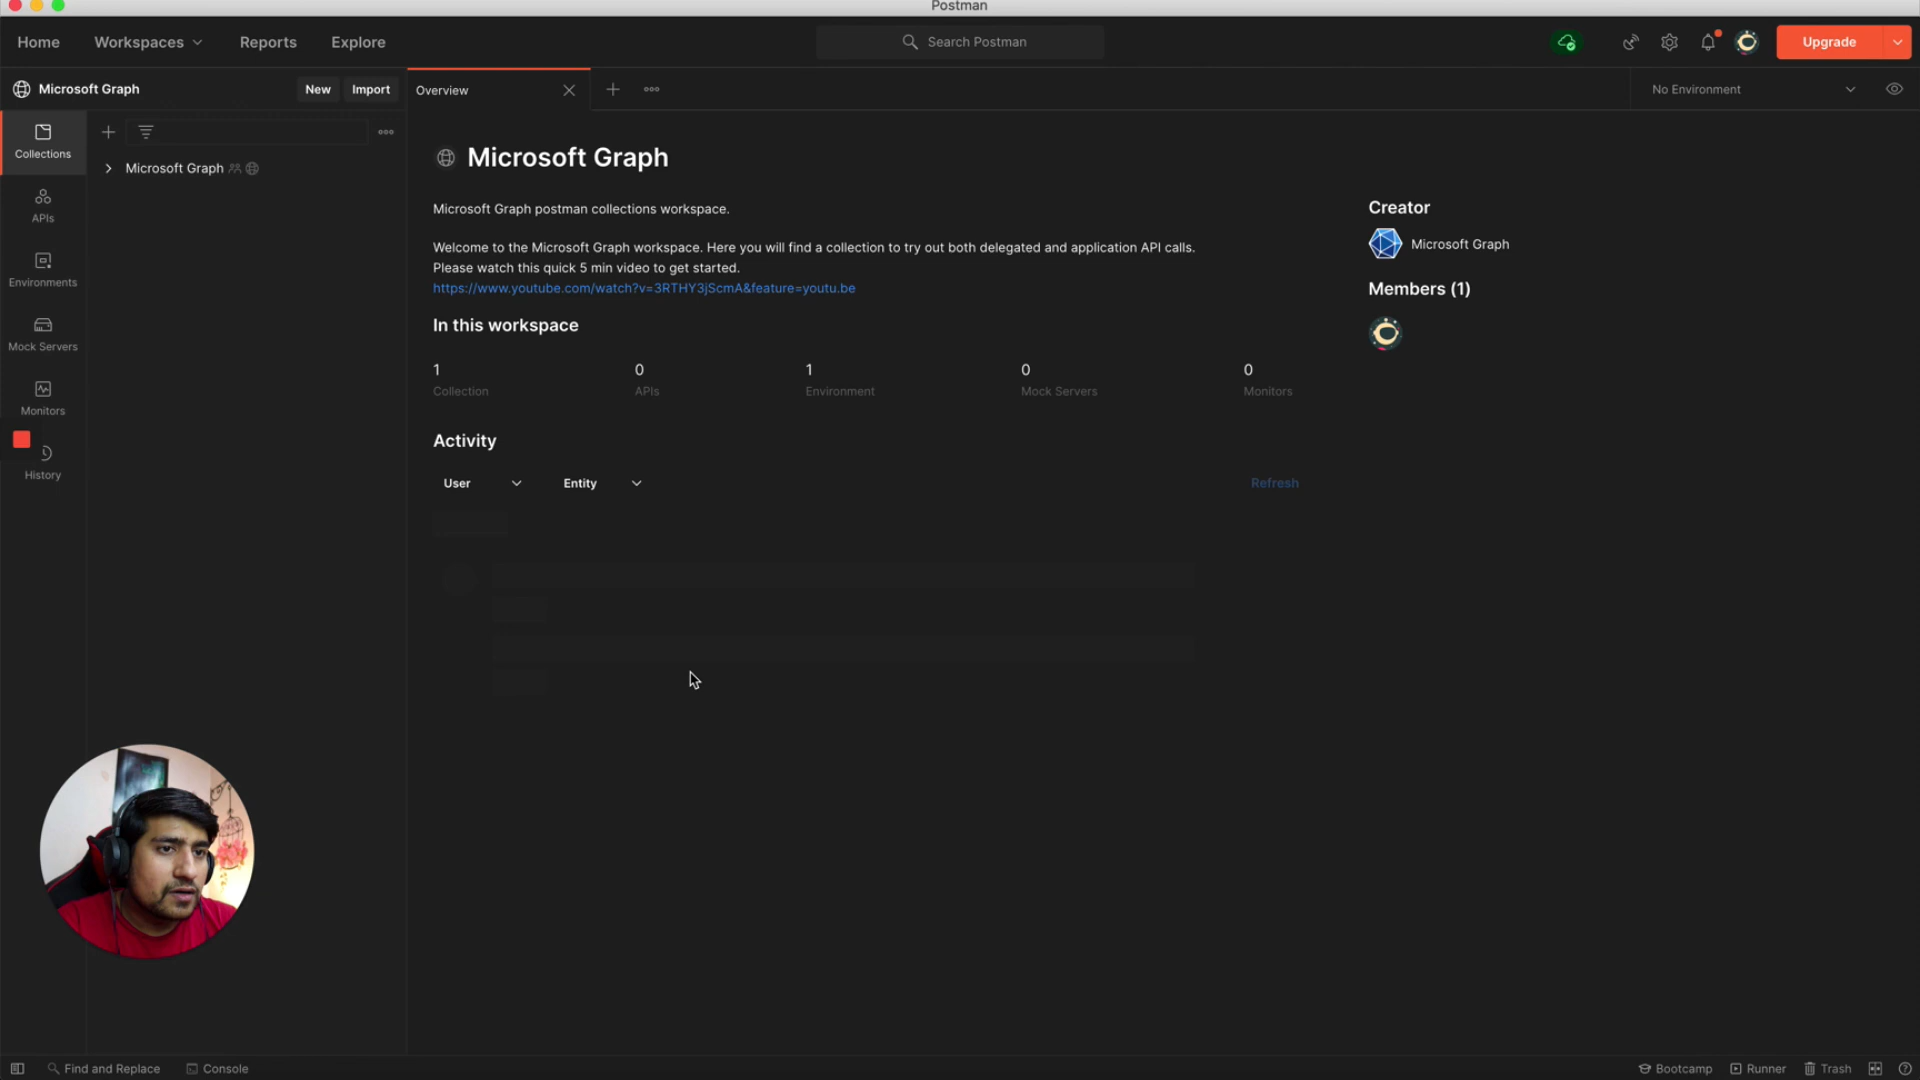 Postman
Home
Workspaces
Reports
Explore
Search Postman
Upgrade
Microsoft Graph
New
Import
Overview
No Environment
Collections
Microsoft Graph
APIs
Environments
Mock Servers
Monitors
History
Microsoft Graph
Microsoft Graph postman collections workspace.
Welcome to the Microsoft Graph workspace. Here you will find a collection to try out both delegated and application API calls.
Please watch this quick 5 min video to get started.
https://www.youtube.com/watch?v=3RTHY3jScmA&feature=youtu.be
In this workspace
1
Collection
0
APIs
1
Environment
0
Mock Servers
0
Monitors
Activity
User
Entity
Refresh
Creator
Microsoft Graph
Members (1)
Find and Replace
Console
Bootcamp
Runner
Trash